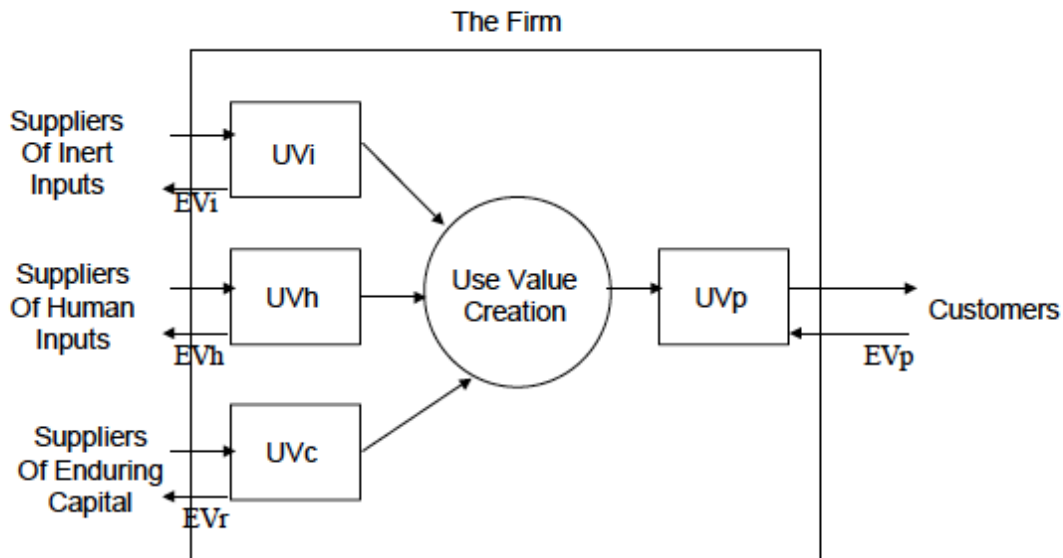 The Firm
Suppliers
Of Inert
Inputs
EVi
UVi
Suppliers
Of Human
Inputs
EVh
UVh
Suppliers
Of Enduring
Capital
EVr
UVc
Use Value
Creation
UVp
Customers
EVp